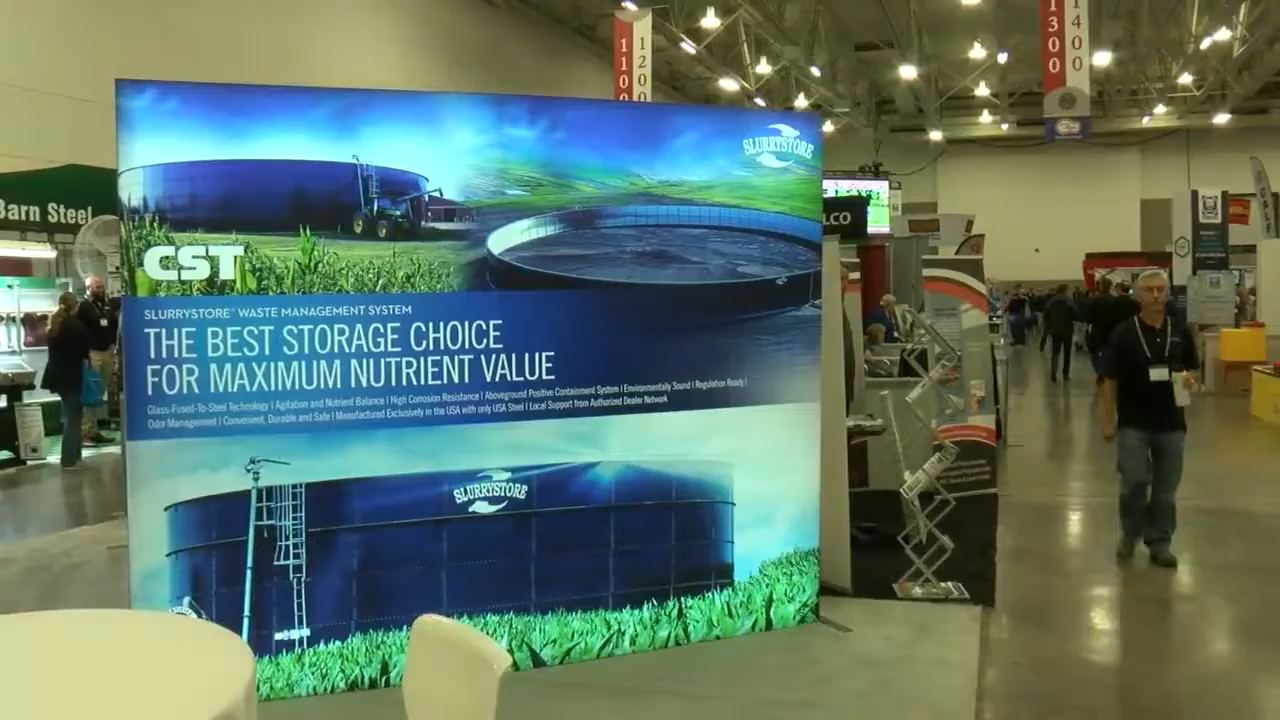 1100
1200
1300
1400
SLURRYSTORE
Barn Steel
LCO
CST
SLURRYSTORE® WASTE MANAGEMENT SYSTEM
THE BEST STORAGE CHOICE
FOR MAXIMUM NUTRIENT VALUE
Glass-Fused-To-Steel Technology | Agitation and Nutrient Balance | High Corrosion Resistance | Aboveground Positive Containment System | Environmentally Sound | Regulation Ready |
Odor Management | Convenient, Durable and Safe | Manufactured Exclusively in the USA with only USA Steel | Local Support from Authorized Dealer Network
SLURRYSTORE